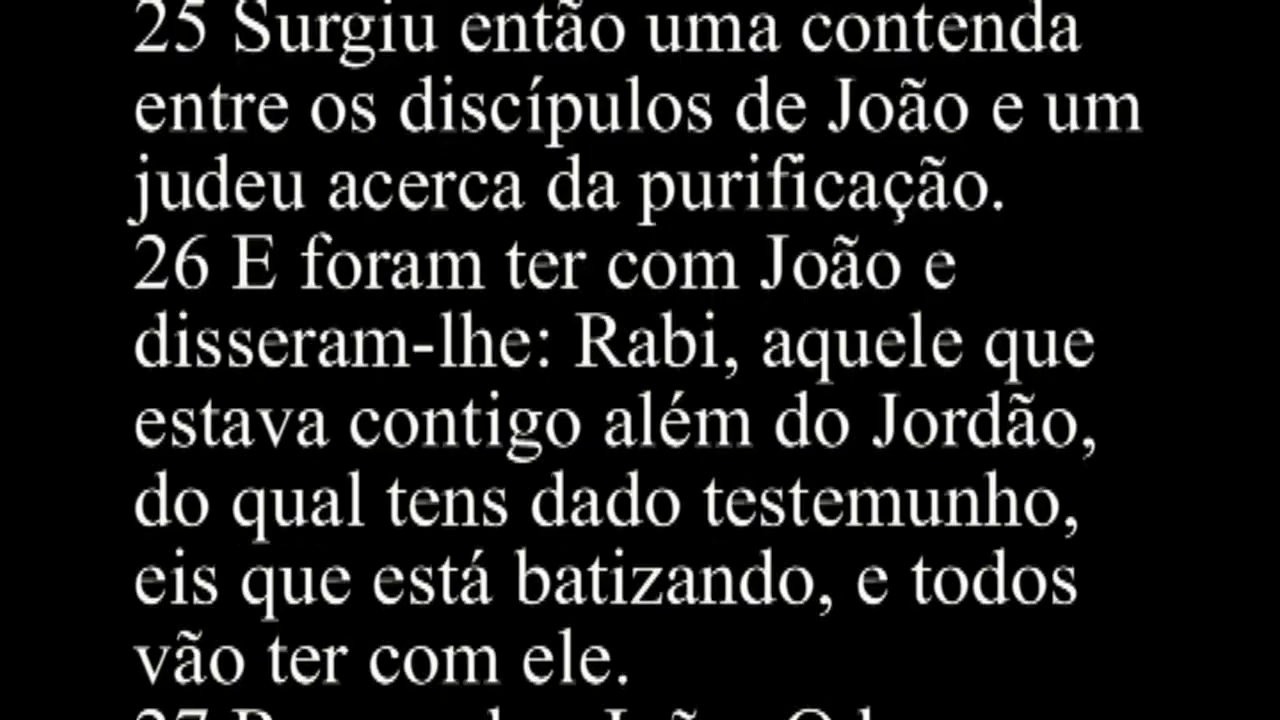 25 Surgiu então uma contenda
entre os discípulos de João e um
judeu acerca da purificação.
26 E foram ter com João e
disseram-lhe: Rabi, aquele que
estava contigo além do Jordão,
do qual tens dado testemunho,
eis que está batizando, e todos
vão ter com ele.